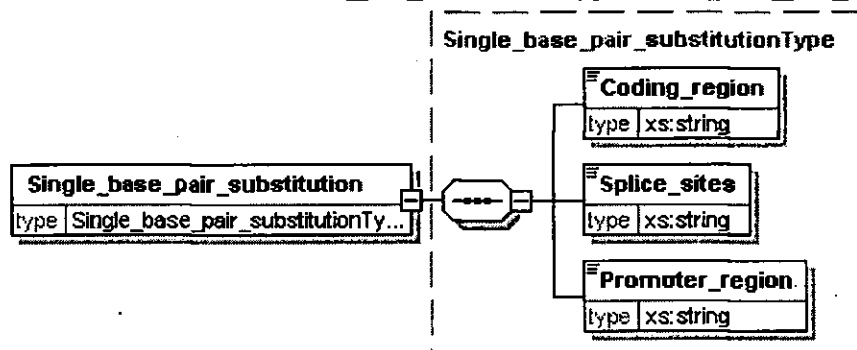 Single_base_pair_substitutionType
Coding_region
type xs:string
Single_base_pair_substitution
type Single_base_pair_substitutionTy...
Splice_sites
type xs:string
Promoter_region
type xs:string